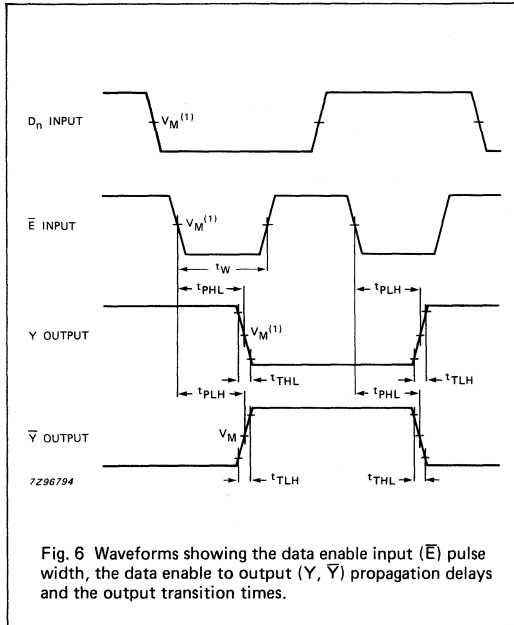 Dn INPUT
VM(1)
E̅ INPUT
VM(1)
tW
tPHL
tPLH
Y OUTPUT
VM(1)
tTHL
tTLH
tPLH
tPHL
Y̅ OUTPUT
VM
7Z96794
tTLH
tTHL
Fig. 6 Waveforms showing the data enable input (E̅) pulse
width, the data enable to output (Y, Y̅) propagation delays
and the output transition times.